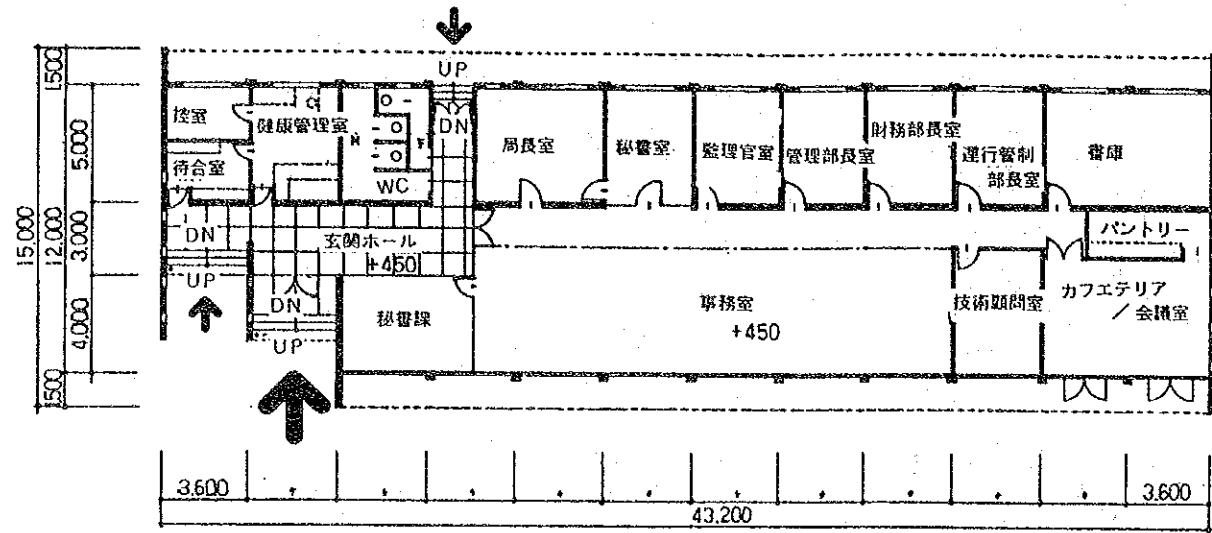 UP
控室
健康管理室
DN
局長室
秘書室
監理官室
管理部長室
財務部長室
運行管制
部長室
書庫
待合室
WC
DN
玄関ホール
+450
パントリー
UP
DN
秘書課
事務室
+450
技術顧問室
カフエテリア
/会議室
UP
1,500
5,000
3,000
4,000
1,500
12,000
15,000
3,600
3,600
43,200